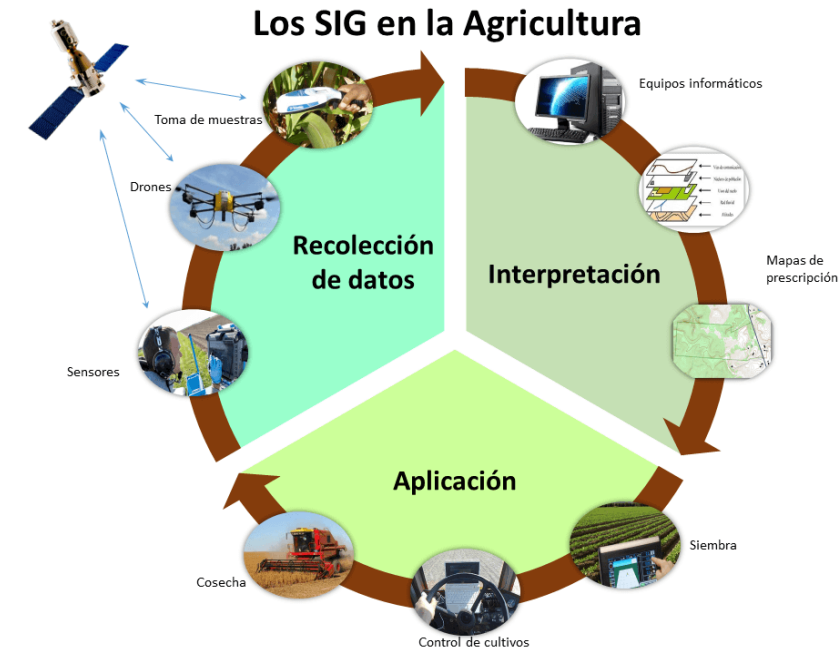 Los SIG en la Agricultura
Equipos informáticos
Toma de muestras
Drones
Recolección
de datos
Interpretación
Mapas de
prescripción
Sensores
Aplicación
Siembra
Cosecha
Control de cultivos